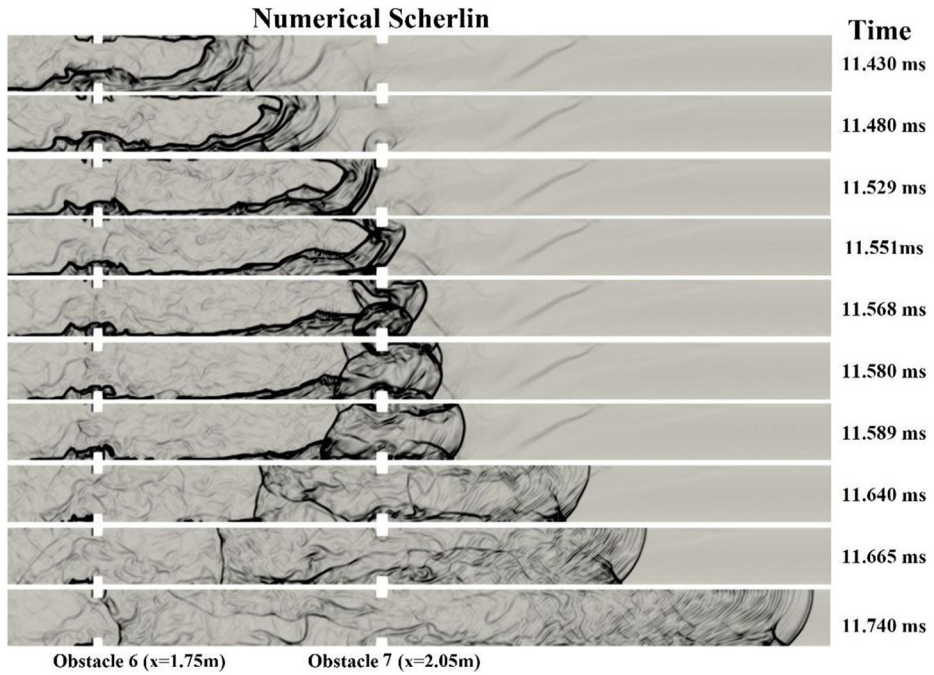 Numerical Scherlin
Time
11.430 ms
11.480 ms
11.529 ms
11.551ms
11.568 ms
11.580 ms
11.589 ms
11.640 ms
11.665 ms
11.740 ms
Obstacle 6 (x=1.75m)
Obstacle 7 (x=2.05m)